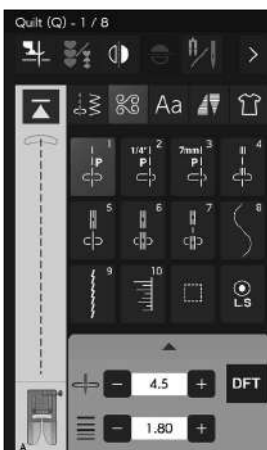 Quilt (Q) - 1 / 8
Aa
1 1/4" 2 7mm 3 4
P P P
5 6 7 8
9 10 L.S
- 4.5 + DFT
- 1.80 +
A